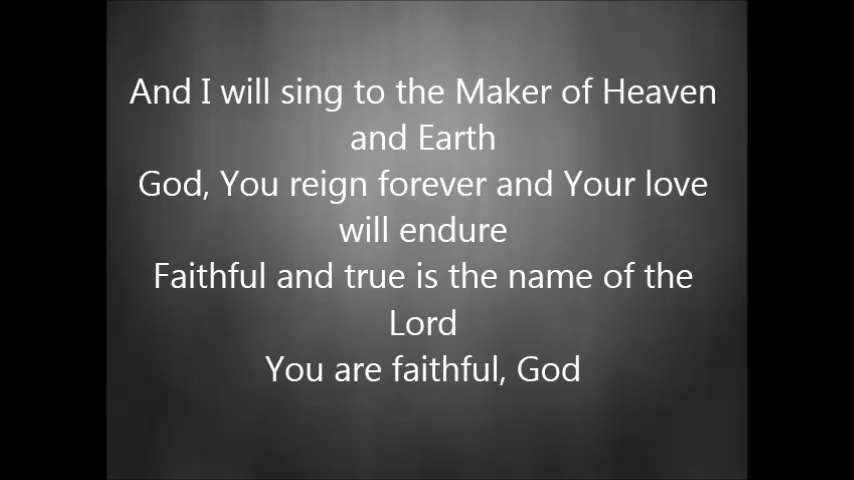 And I will sing to the Maker of Heaven
and Earth
God, You reign forever and Your love
will endure
Faithful and true is the name of the
Lord
You are faithful, God